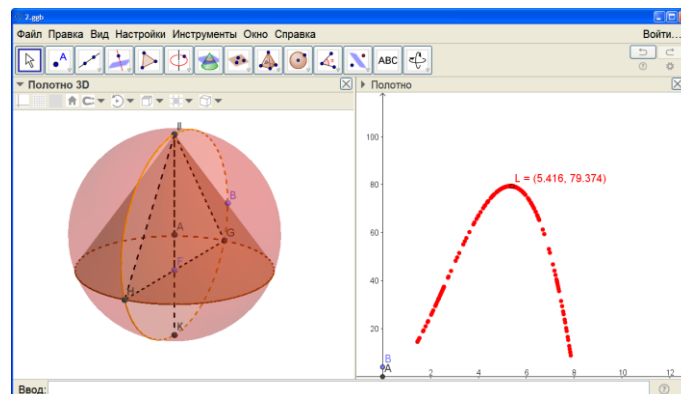 2.ggb
Файл Правка Вид Настройки Инструменты Окно Справка
Войти...
ABC
Полотно 3D
Полотно
B
A
G
H
K
100
80
60
40
20
L = (5.416, 79.374)
B
A
2 4 6 8 10 12
Ввод: